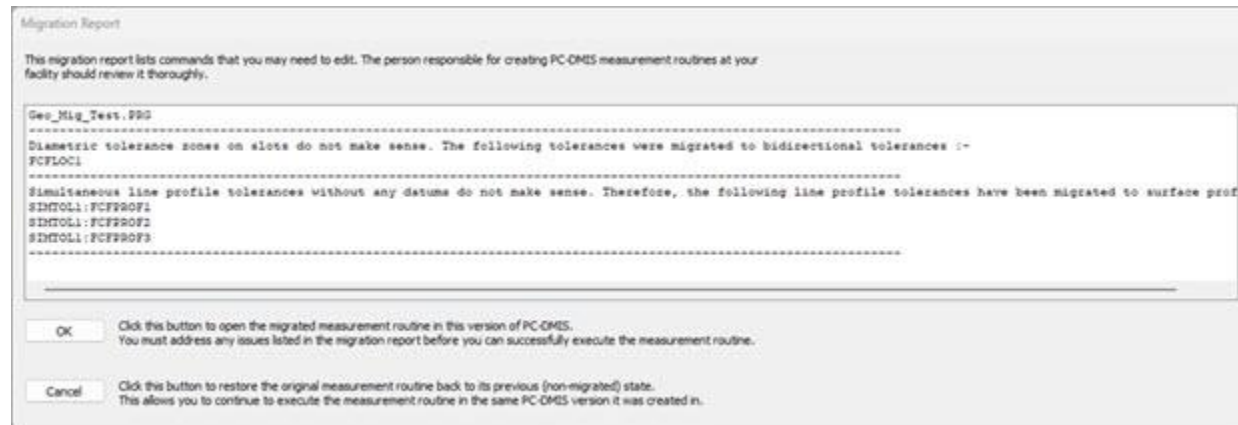 Migration Report
This migration report lists commands that you may need to edit. The person responsible for creating PC-DMIS measurement routines at your
facility should review it thoroughly.
Geo_Mig_Test.PRG
Diametric tolerance zones on slots do not make sense. The following tolerances were migrated to bidirectional tolerances :-
FCFLOC1
Simultaneous line profile tolerances without any datums do not make sense. Therefore, the following line profile tolerances have been migrated to surface prof
SIMTOL1:FCFPROF1
SIMTOL1:FCFPROF2
SIMTOL1:FCFPROF3
OK
Click this button to open the migrated measurement routine in this version of PC-DMIS.
You must address any issues listed in the migration report before you can successfully execute the measurement routine.
Cancel
Click this button to restore the original measurement routine back to its previous (non-migrated) state.
This allows you to continue to execute the measurement routine in the same PC-DMIS version it was created in.